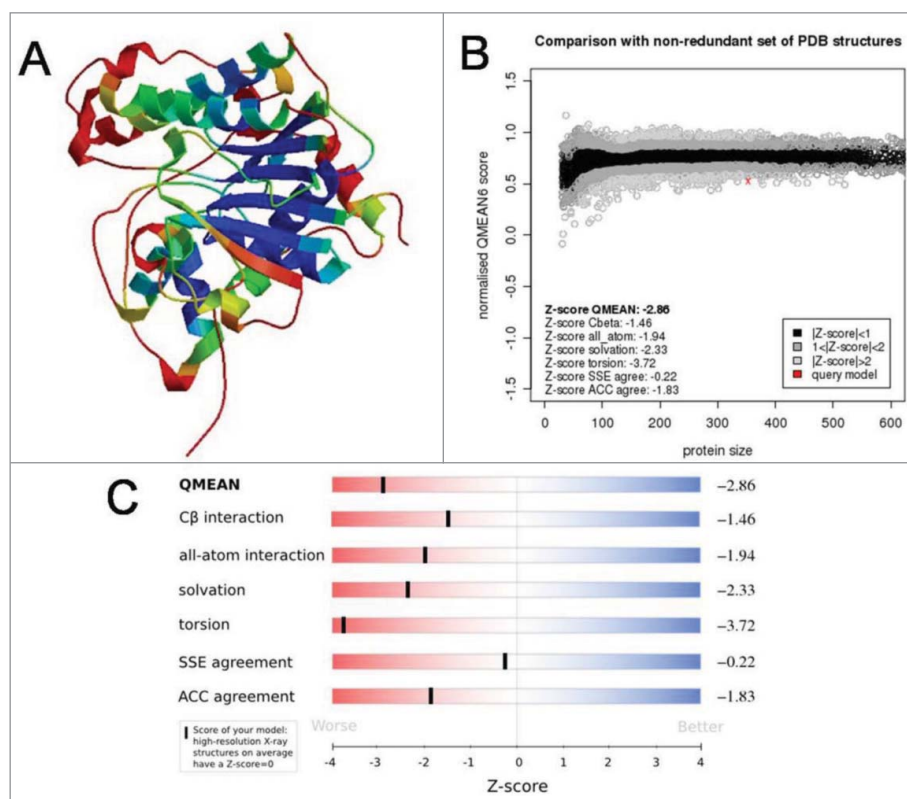 A
B
Comparison with non-redundant set of PDB structures
normalised QMEAN6 score
1.5
1.0
0.5
0.0
-0.5
-1.0
-1.5
Z-score QMEAN: -2.86
Z-score Cbeta: -1.46
Z-score all_atom: -1.94
Z-score solvation: -2.33
Z-score torsion: -3.72
Z-score SSE agree: -0.22
Z-score ACC agree: -1.83
|Z-score|<1
1<|Z-score|<2
|Z-score|>2
query model
0 100 200 300 400 500 600
protein size
C
QMEAN −2.86
Cβ interaction −1.46
all-atom interaction −1.94
solvation −2.33
torsion −3.72
SSE agreement −0.22
ACC agreement −1.83
Worse Better
Score of your model:
high-resolution X-ray
structures on average
have a Z-score=0
-4 -3 -2 -1 0 1 2 3 4
Z-score